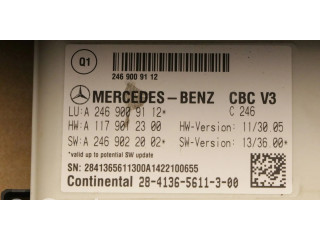 Q1
246 900 91 12
MERCEDES-BENZ CBC V3
LU:A 246 900 91 12* C 246
HW:A 117 901 23 00 HW-Version: 11/30.05
SW:A 246 902 20 02* SW-Version: 13/36.00*
*valid up to potential SW update
SN: 2841365611300A1422100655
Continental 28-4136-5611-3-00